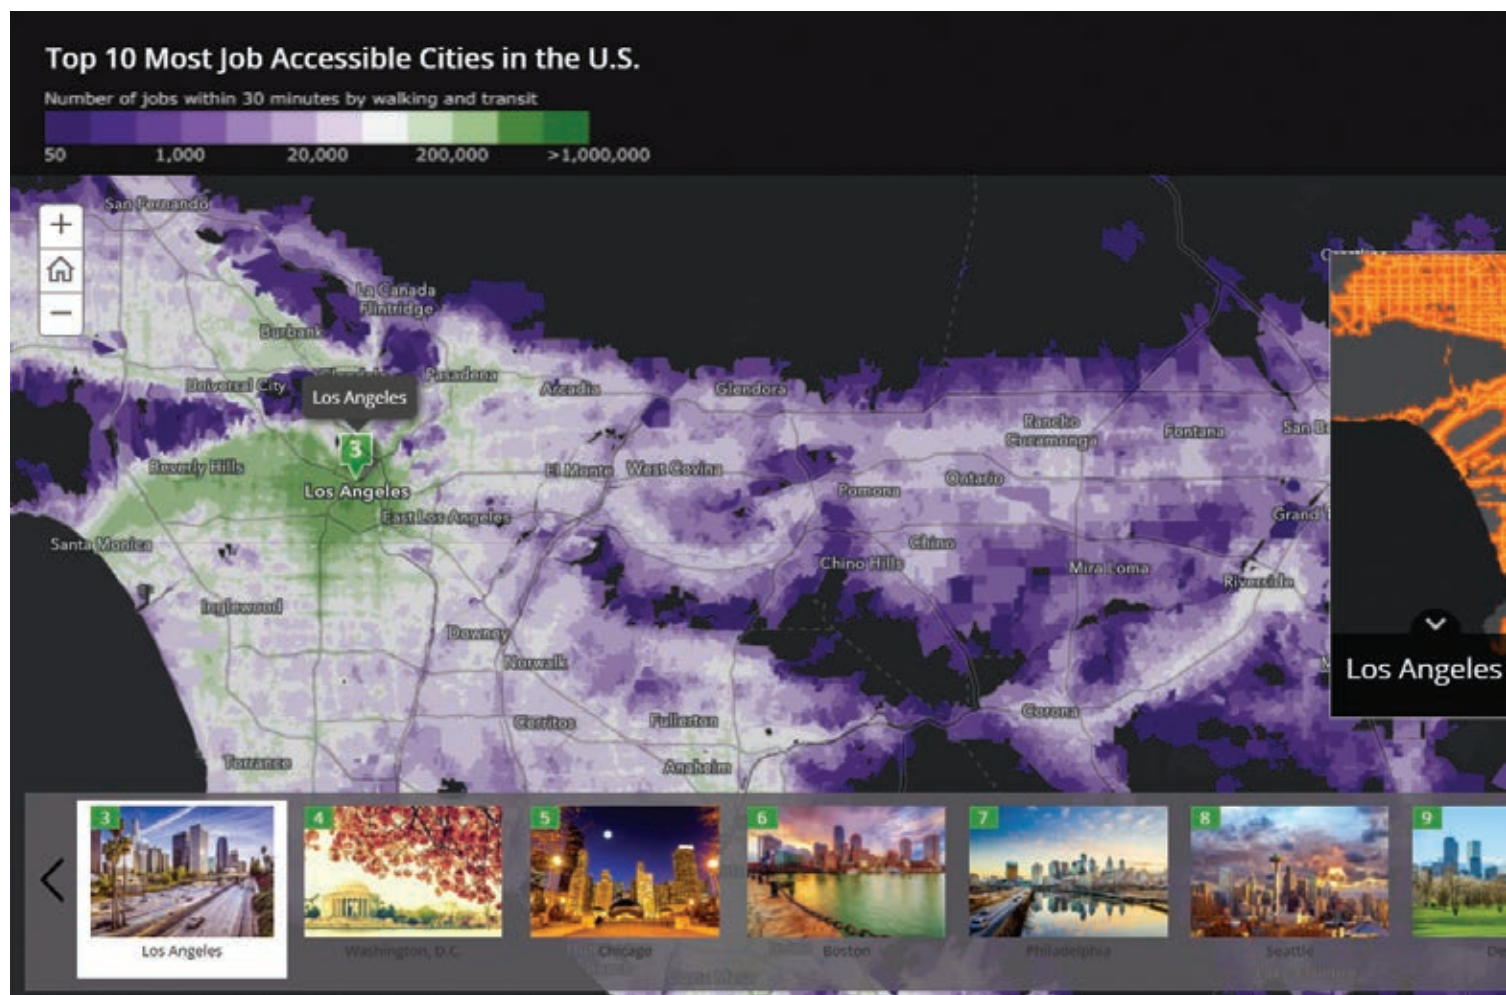 Top 10 Most Job Accessible Cities in the U.S.
Number of jobs within 30 minutes by walking and transit
50 1,000 20,000 200,000 >1,000,000
San Fernando
+
−
La Canada
Flintridge
Burbank
Universal City
Pasadena
Arcadia
Glendora
Los Angeles
3
Rancho
Cucamonga
Fontana
San B
Beverly Hills
El Monte
West Covina
Pomona
Ontario
Los Angeles
East Los Angeles
Grand T
Santa Monica
Chino
Chino Hills
Mira Loma
Riverside
Inglewood
Downey
Norwalk
Los Angeles
Corona
Cerritos
Fullerton
Torrance
Anaheim
3 4 5 6 7 8 9
Los Angeles Washington, D.C. Chicago Boston Philadelphia Seattle De